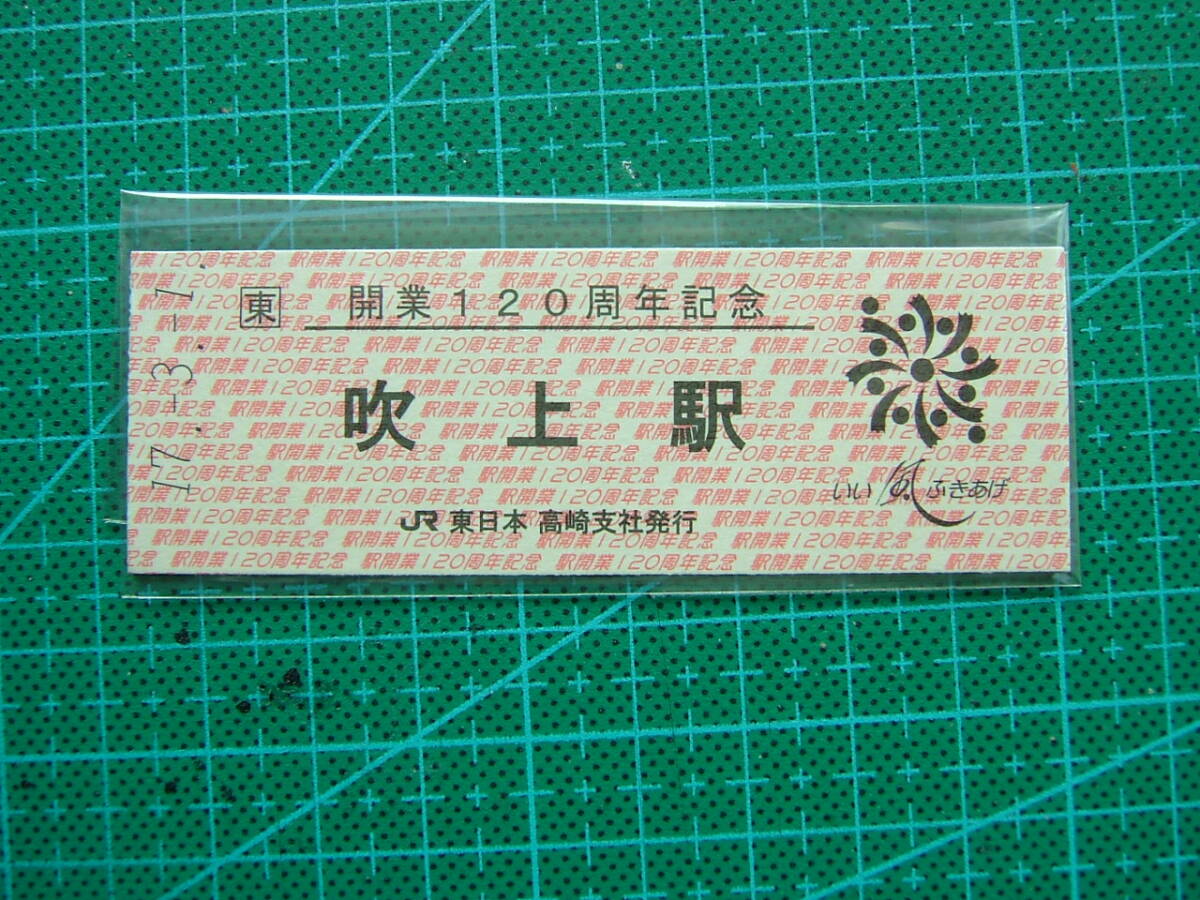 東 開業１２０周年記念
吹上駅
JR東日本 高崎支社発行
いい風ふきあげ
17.-3.-1
駅開業120周年記念